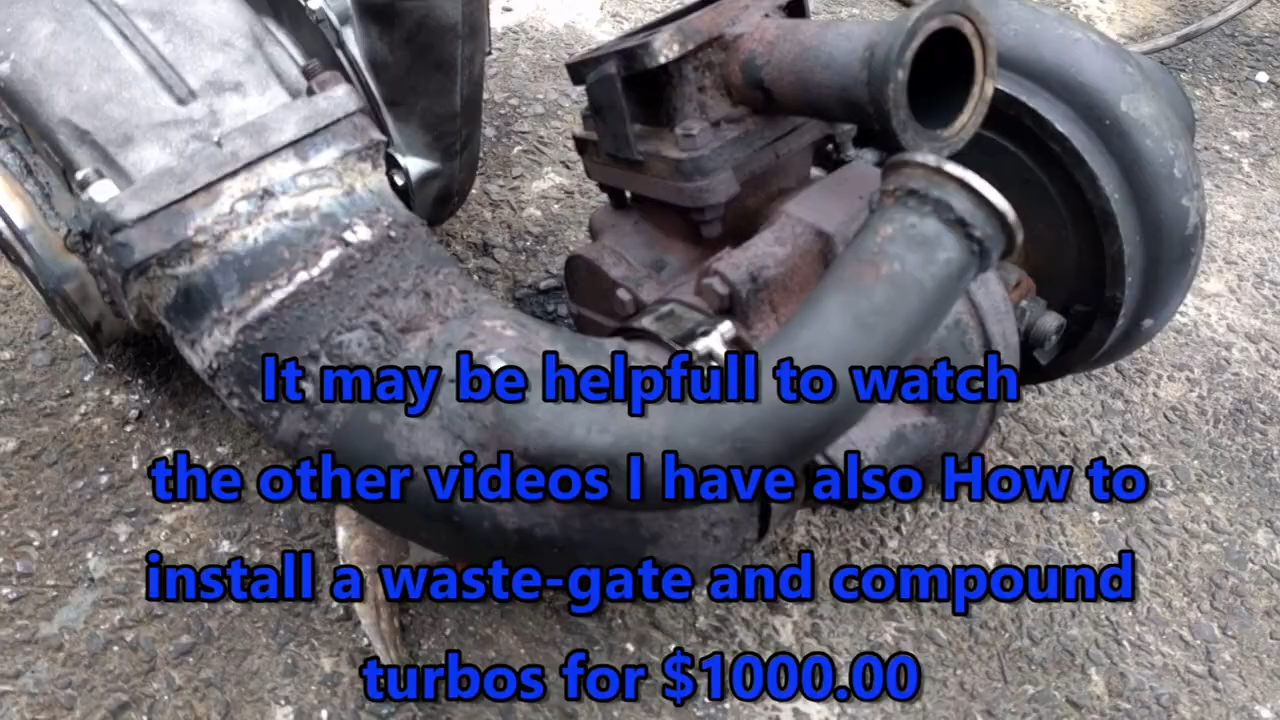 It may be helpfull to watch
the other videos I have also How to
install a waste-gate and compound
turbos for $1000.00